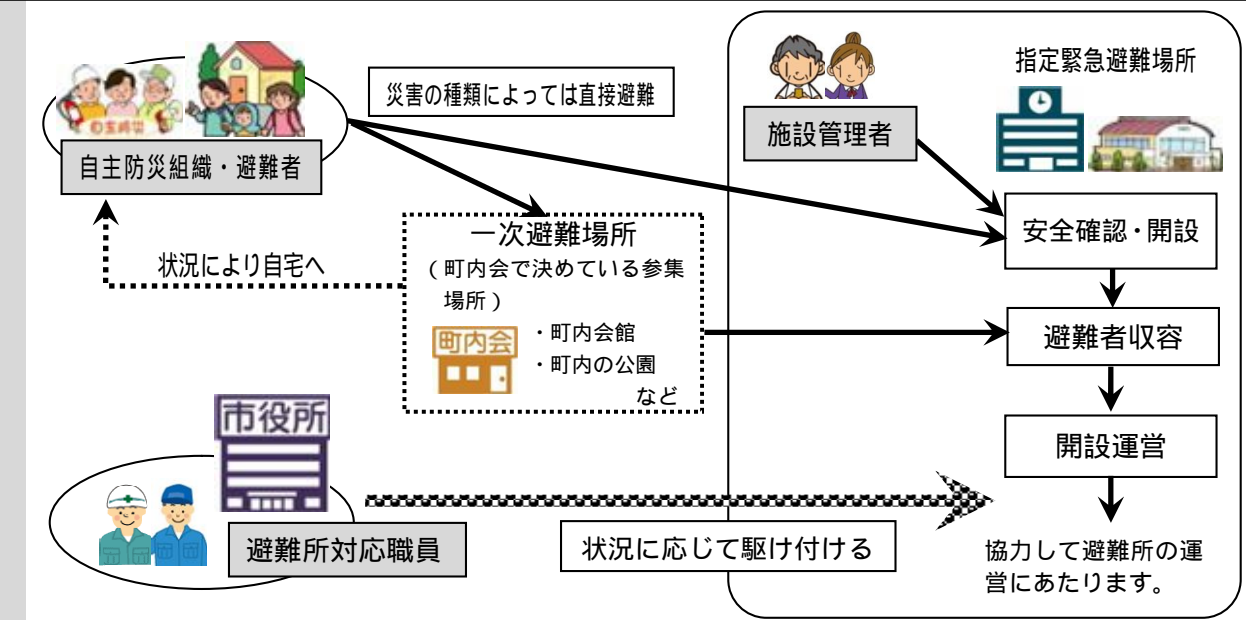 災害の種類によっては直接避難
自主防災組織・避難者
状況により自宅へ
一次避難場所
(町内会で決めている参集
場所)
町内会
・町内会館
・町内の公園
など
市役所
避難所対応職員
状況に応じて駆け付ける
施設管理者
指定緊急避難場所
安全確認・開設
避難者収容
開設運営
協力して避難所の運
営にあたります。